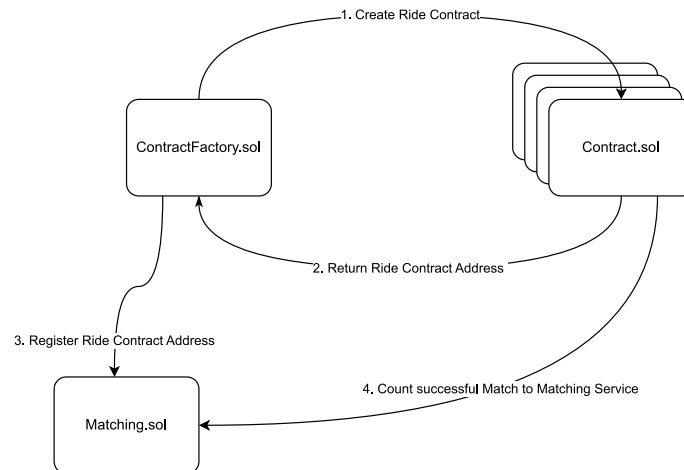 1. Create Ride Contract
ContractFactory.sol
Contract.sol
2. Return Ride Contract Address
3. Register Ride Contract Address
4. Count successful Match to Matching Service
Matching.sol